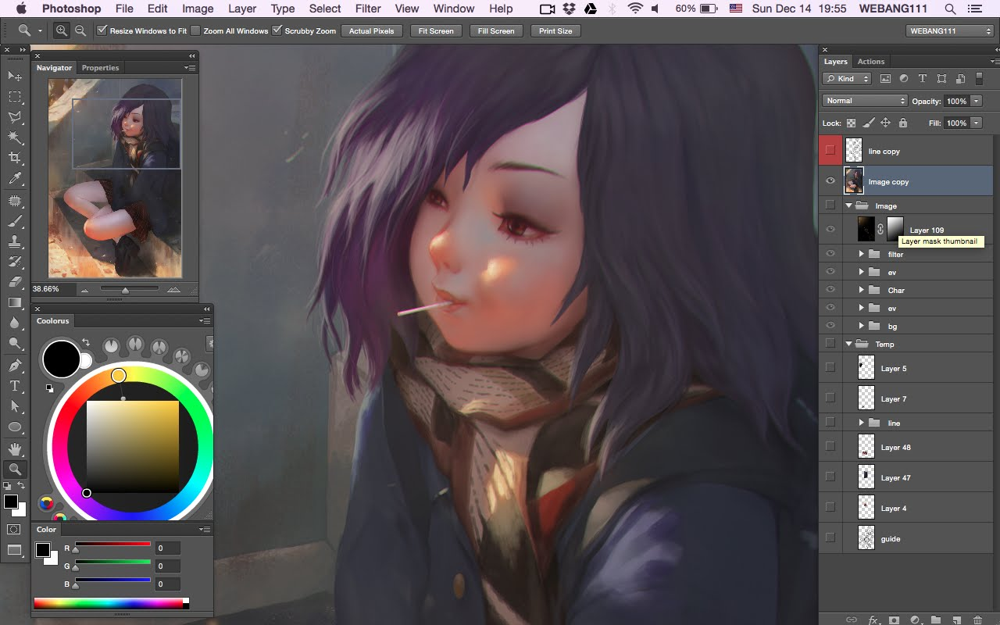 Photoshop File Edit Image Layer Type Select Filter View Window Help 60% Sun Dec 14 19:55 WEBANG111
Resize Windows to Fit Zoom All Windows Scrubby Zoom Actual Pixels Fit Screen Fill Screen Print Size WEBANG111
Navigator Properties
38.66%
Coolorus
Color
R 0
G 0
B 0
Layers Actions
Kind
Normal Opacity: 100%
Lock: Fill: 100%
line copy
Image copy
Image
Layer 109
Layer mask thumbnail
filter
ev
Char
ev
bg
Temp
Layer 5
Layer 7
line
Layer 48
Layer 47
Layer 4
guide
fx